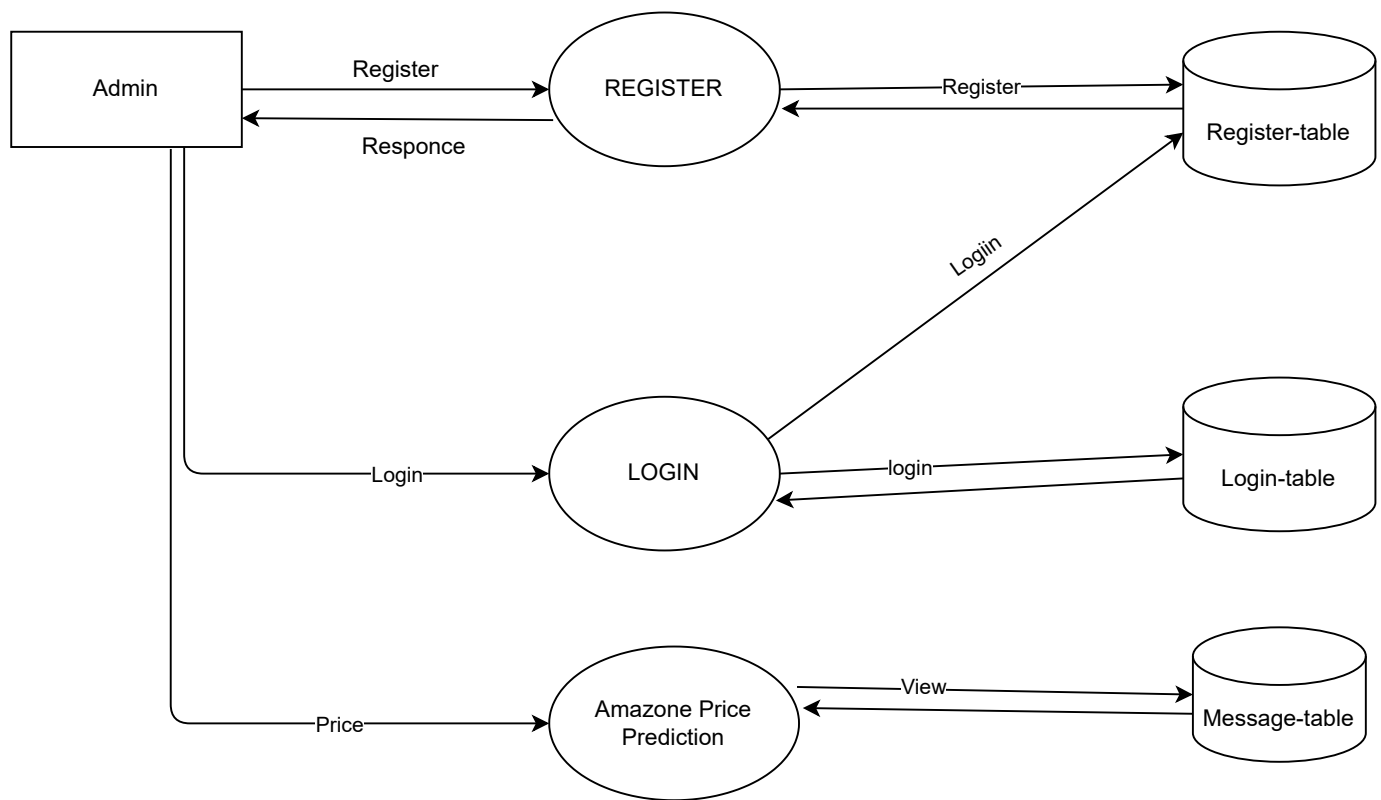 Admin
Register
Responce
REGISTER
Register
Register-table
Logiin
Login
LOGIN
login
Login-table
Price
Amazone Price
Prediction
View
Message-table